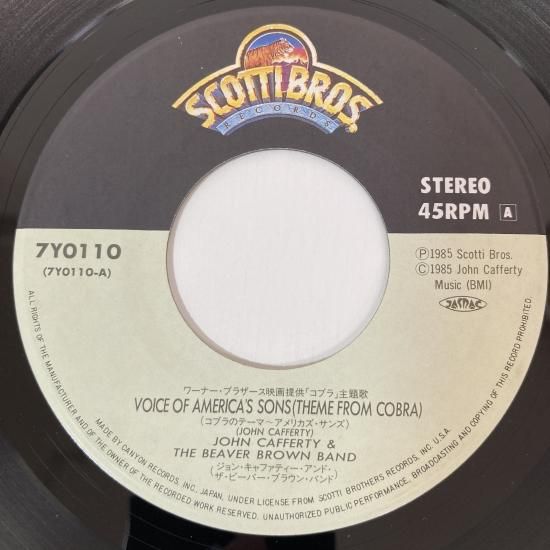 SCOTTI BROS.
RECORDS
STEREO
45RPM A
7Y0110
(7Y0110-A)
Ⓟ1985 Scotti Bros.
Ⓒ1985 John Cafferty
Music (BMI)
JASRAC
ワーナー・ブラザース映画提供「コブラ」主題歌
VOICE OF AMERICA'S SONS(THEME FROM COBRA)
(コブラのテーマ〜アメリカズ・サンズ)
(JOHN CAFFERTY)
JOHN CAFFERTY &
THE BEAVER BROWN BAND
(ジョン・キャファティー・アンド・
ザ・ビーバー・ブラウン・バンド)
ALL RIGHTS OF THE MANUFACTURER AND OF THE OWNER OF THE RECORDED WORK RESERVED. UNAUTHORIZED PUBLIC PERFORMANCE, BROADCASTING AND COPYING OF THIS RECORD PROHIBITED.
MADE BY CANYON RECORDS, INC. JAPAN, UNDER LICENSE FROM SCOTTI BROTHERS RECORDS, INC. U.S.A.